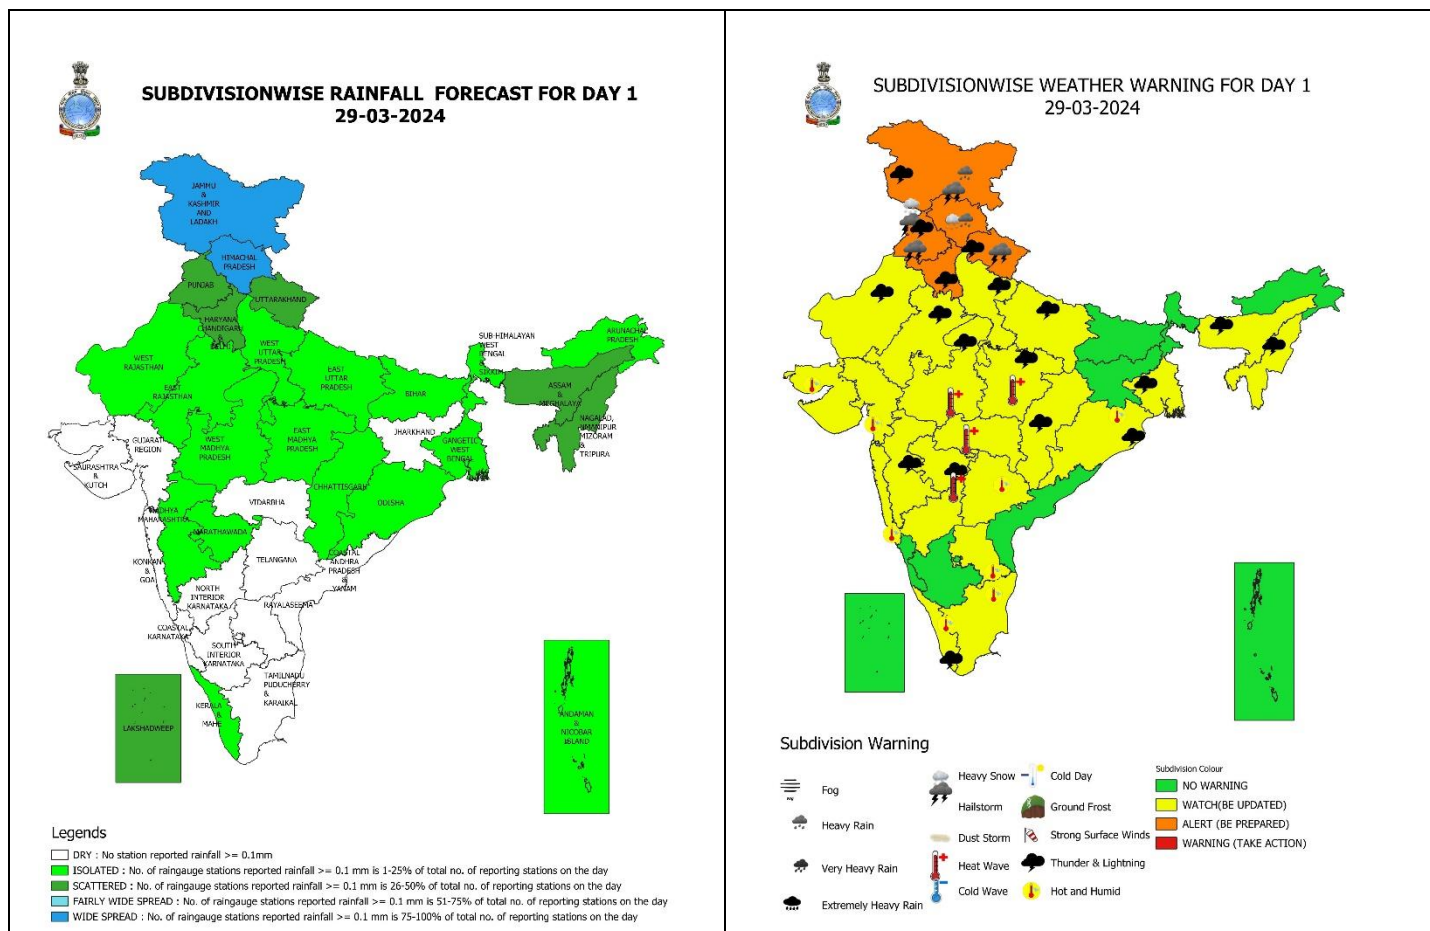 SUBDIVISIONWISE RAINFALL FORECAST FOR DAY 1
29-03-2024
JAMMU
&
KASHMIR
AND
LADAKH
HIMACHAL
PRADESH
PUNJAB
UTTARAKHAND
HARYANA
CHANDIGARH
&
DELHI
WEST
RAJASTHAN
WEST
UTTAR
PRADESH
EAST
UTTAR
PRADESH
EAST
RAJASTHAN
SUB-HIMALAYAN
WEST
BENGAL
&
SIKKIM
ARUNACHAL
PRADESH
BIHAR
ASSAM
&
MEGHALAYA
NAGALAD,
MANIPUR
MIZORAM
&
TRIPURA
JHARKHAND
GANGETIC
WEST
BENGAL
GUJARAT
REGION
WEST
MADHYA
PRADESH
EAST
MADHYA
PRADESH
SAURASHTRA
&
KUTCH
CHHATTISGARH
ODISHA
VIDARBHA
MADHYA
MAHARASHTRA
MARATHAWADA
KONKAN
&
GOA
TELANGANA
COASTAL
ANDHRA
PRADESH
&
YANAM
NORTH
INTERIOR
KARNATAKA
RAYALASEEMA
COASTAL
KARNATAKA
SOUTH
INTERIOR
KARNATAKA
TAMILNADU
PUDUCHERRY
&
KARAIKAL
KERALA
&
MAHE
LAKSHADWEEP
ANDAMAN
&
NICOBAR
ISLAND
Legends
DRY : No station reported rainfall >= 0.1mm
ISOLATED : No. of raingauge stations reported rainfall >= 0.1 mm is 1-25% of total no. of reporting stations on the day
SCATTERED : No. of raingauge stations reported rainfall >= 0.1 mm is 26-50% of total no. of reporting stations on the day
FAIRLY WIDE SPREAD : No. of raingauge stations reported rainfall >= 0.1 mm is 51-75% of total no. of reporting stations on the day
WIDE SPREAD : No. of raingauge stations reported rainfall >= 0.1 mm is 75-100% of total no. of reporting stations on the day
SUBDIVISIONWISE WEATHER WARNING FOR DAY 1
29-03-2024
Subdivision Warning
Fog
Heavy Rain
Very Heavy Rain
Extremely Heavy Rain
Heavy Snow
Hailstorm
Dust Storm
Heat Wave
Cold Wave
Cold Day
Ground Frost
Strong Surface Winds
Thunder & Lightning
Hot and Humid
Subdivision Colour
NO WARNING
WATCH(BE UPDATED)
ALERT (BE PREPARED)
WARNING (TAKE ACTION)